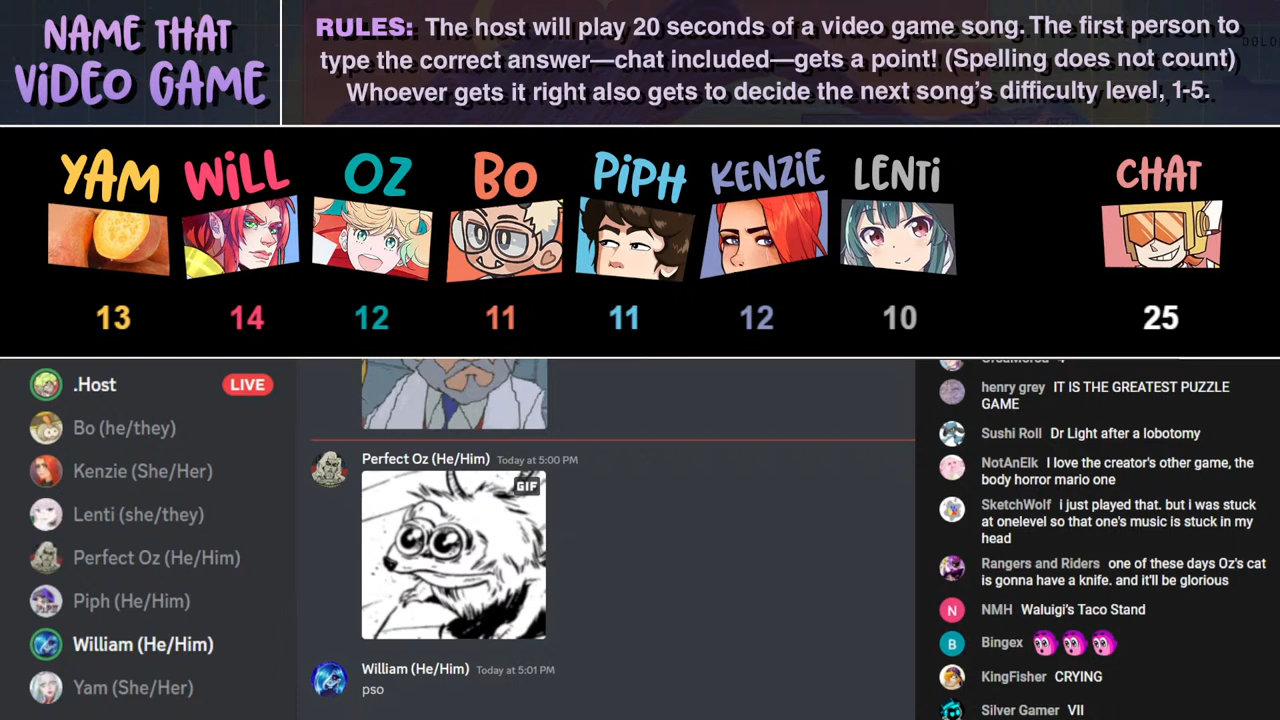 NAME THAT
ViDEO GAME
RULES: The host will play 20 seconds of a video game song. The first person to
type the correct answer—chat included—gets a point! (Spelling does not count)
Whoever gets it right also gets to decide the next song's difficulty level, 1-5.
YAM
WiLL
OZ
BO
PiPH
KENZiE
LENTi
CHAT
13
14
12
11
11
12
10
25
.Host
LIVE
Bo (he/they)
Kenzie (She/Her)
Lenti (she/they)
Perfect Oz (He/Him)
Piph (He/Him)
William (He/Him)
Yam (She/Her)
Perfect Oz (He/Him) Today at 5:00 PM
GIF
William (He/Him) Today at 5:01 PM
pso
henry grey IT IS THE GREATEST PUZZLE
GAME
Sushi Roll Dr Light after a lobotomy
NotAnElk I love the creator's other game, the
body horror mario one
SketchWolf i just played that. but i was stuck
at onelevel so that one's music is stuck in my
head
Rangers and Riders one of these days Oz's cat
is gonna have a knife. and it'll be glorious
N
NMH Waluigi's Taco Stand
B
Bingex
KingFisher CRYING
Silver Gamer VII